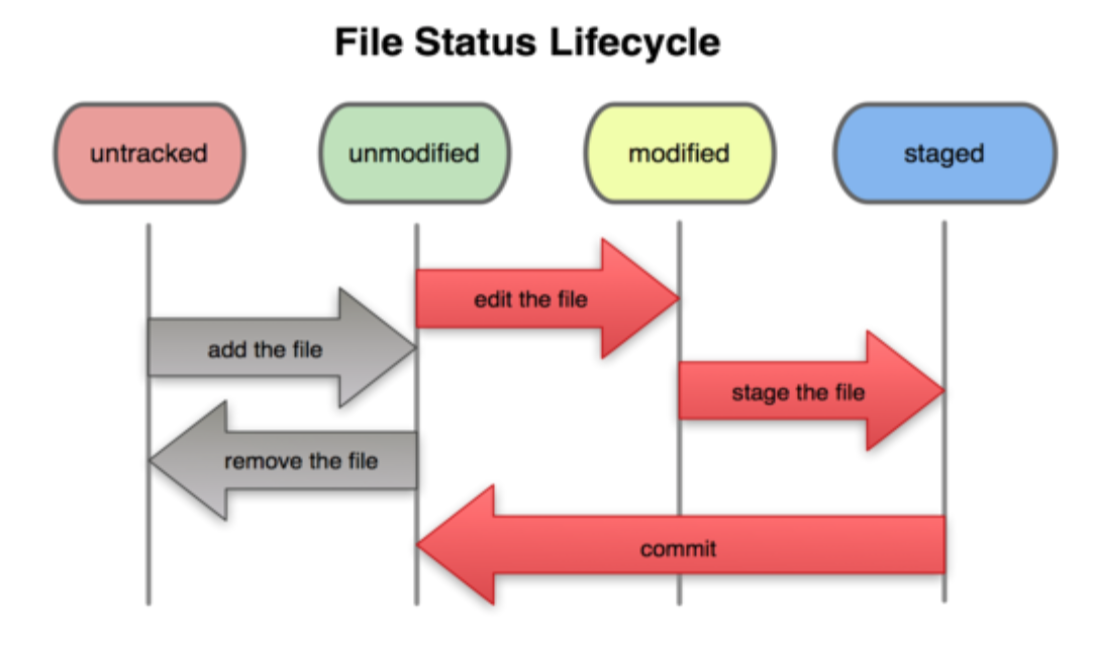 File Status Lifecycle
untracked
unmodified
modified
staged
edit the file
add the file
stage the file
remove the file
commit